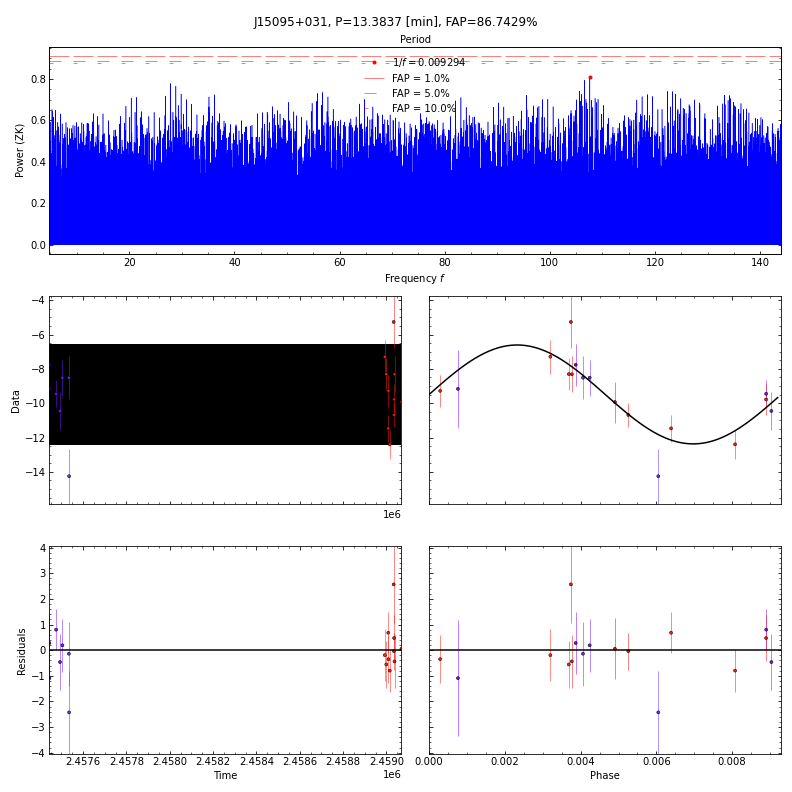 J15095+031, P=13.3837 [min], FAP=86.7429%
Period
1/f = 0.009294
FAP = 1.0%
FAP = 5.0%
FAP = 10.0%
Power (ZK)
0.8
0.6
0.4
0.2
0.0
20 40 60 80 100 120 140
Frequency f
Data
−4
−6
−8
−10
−12
−14
1e6
Residuals
4
3
2
1
0
−1
−2
−3
−4
2.4576 2.4578 2.4580 2.4582 2.4584 2.4586 2.4588 2.4590
1e6
Time
0.000 0.002 0.004 0.006 0.008
Phase